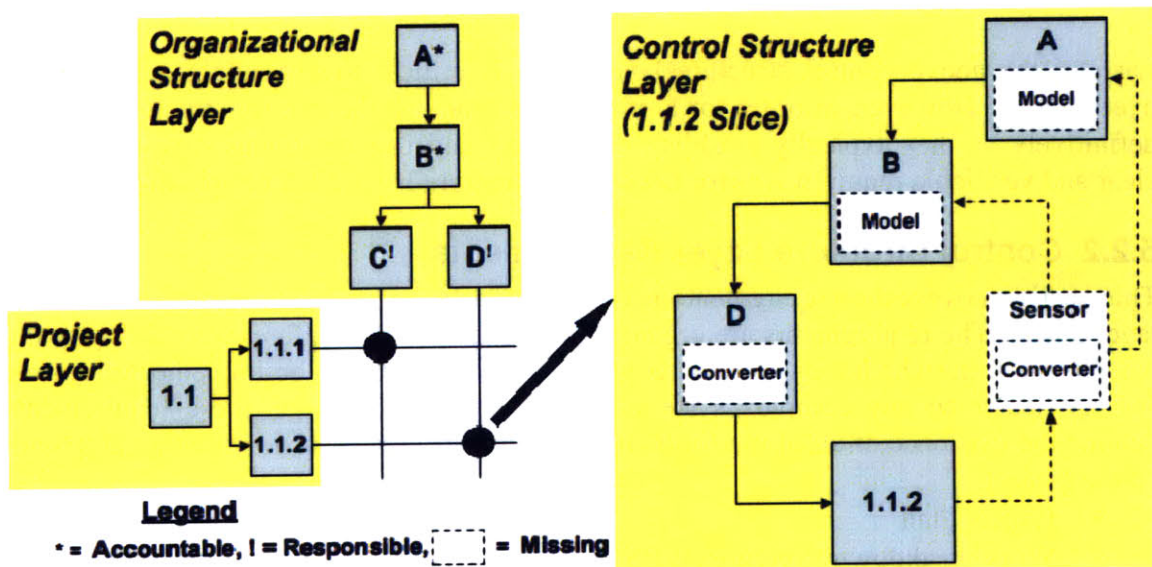 Organizational
Structure
Layer
A*
B*
C!
D!
Project
Layer
1.1
1.1.1
1.1.2
Legend
* = Accountable, ! = Responsible, = Missing
Control Structure
Layer
(1.1.2 Slice)
A
Model
B
Model
D
Converter
Sensor
Converter
1.1.2